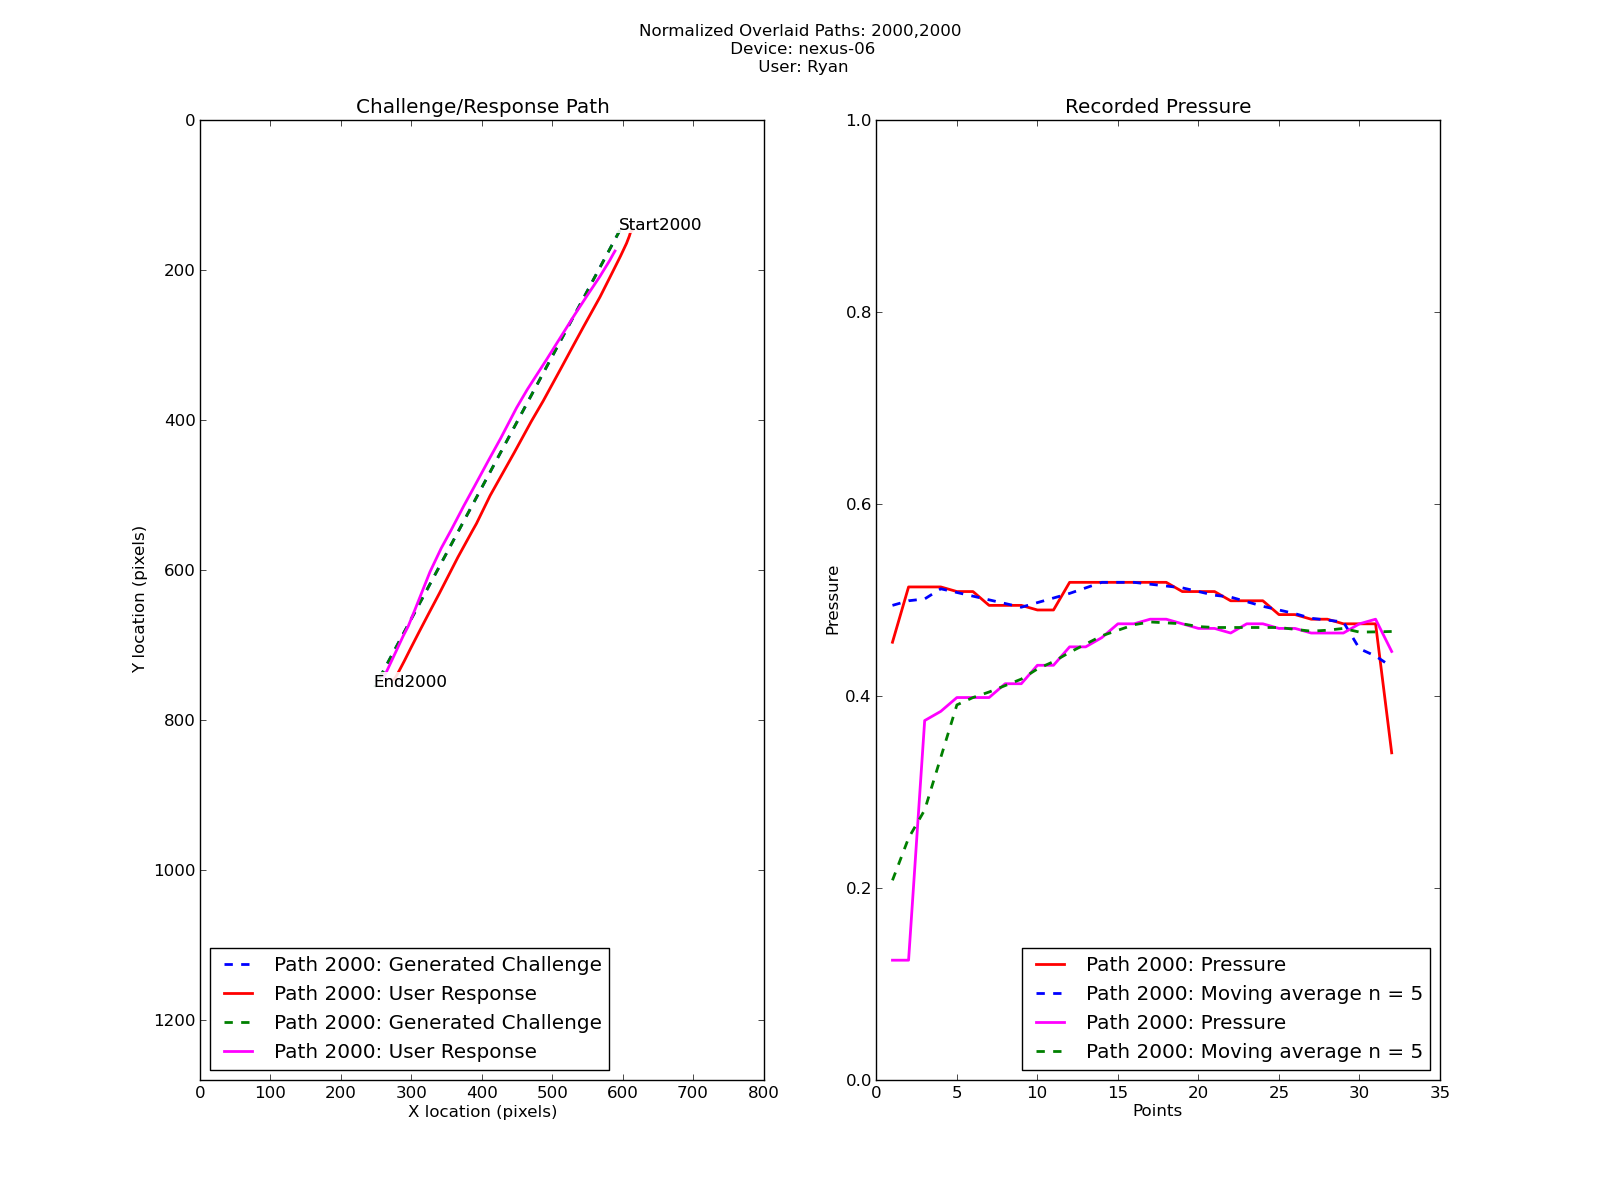 Normalized Overlaid Paths: 2000,2000
Device: nexus-06
User: Ryan
Challenge/Response Path
0
200
400
600
800
1000
1200
Y location (pixels)
Start2000
End2000
Path 2000: Generated Challenge
Path 2000: User Response
Path 2000: Generated Challenge
Path 2000: User Response
0 100 200 300 400 500 600 700 800
X location (pixels)
Recorded Pressure
1.0
0.8
0.6
0.4
0.2
0.0
Pressure
Path 2000: Pressure
Path 2000: Moving average n = 5
Path 2000: Pressure
Path 2000: Moving average n = 5
0 5 10 15 20 25 30 35
Points